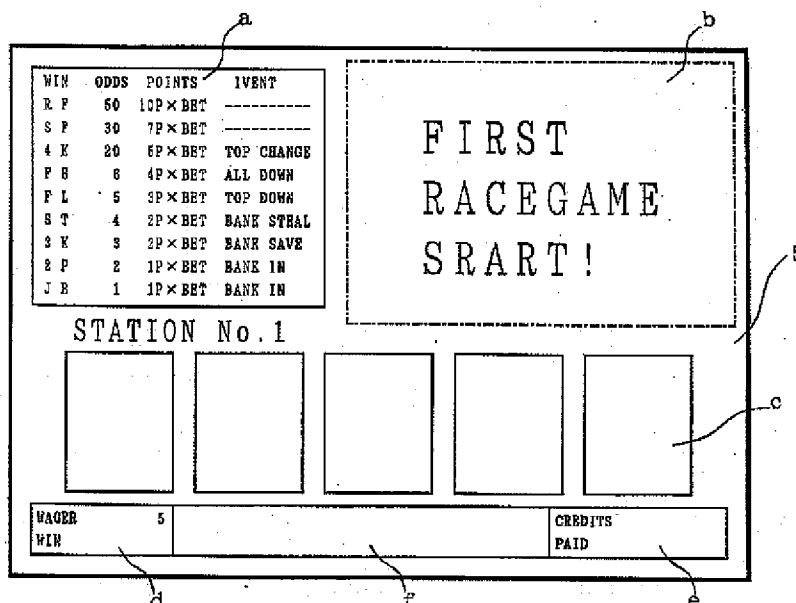 a
b
WIN ODDS POINTS IVENT
R F 50 10P×BET ----------
S F 30 7P×BET ----------
4 K 20 5P×BET TOP CHANGE
F H 6 4P×BET ALL DOWN
F L 5 3P×BET TOP DOWN
S T 4 2P×BET BANK STEAL
3 K 3 2P×BET BANK SAVE
2 P 2 1P×BET BANK IN
J B 1 1P×BET BANK IN
FIRST
RACEGAME
SRART!
STATION No.1
c
WAGER 5
WIN
CREDITS
PAID
d
f
e